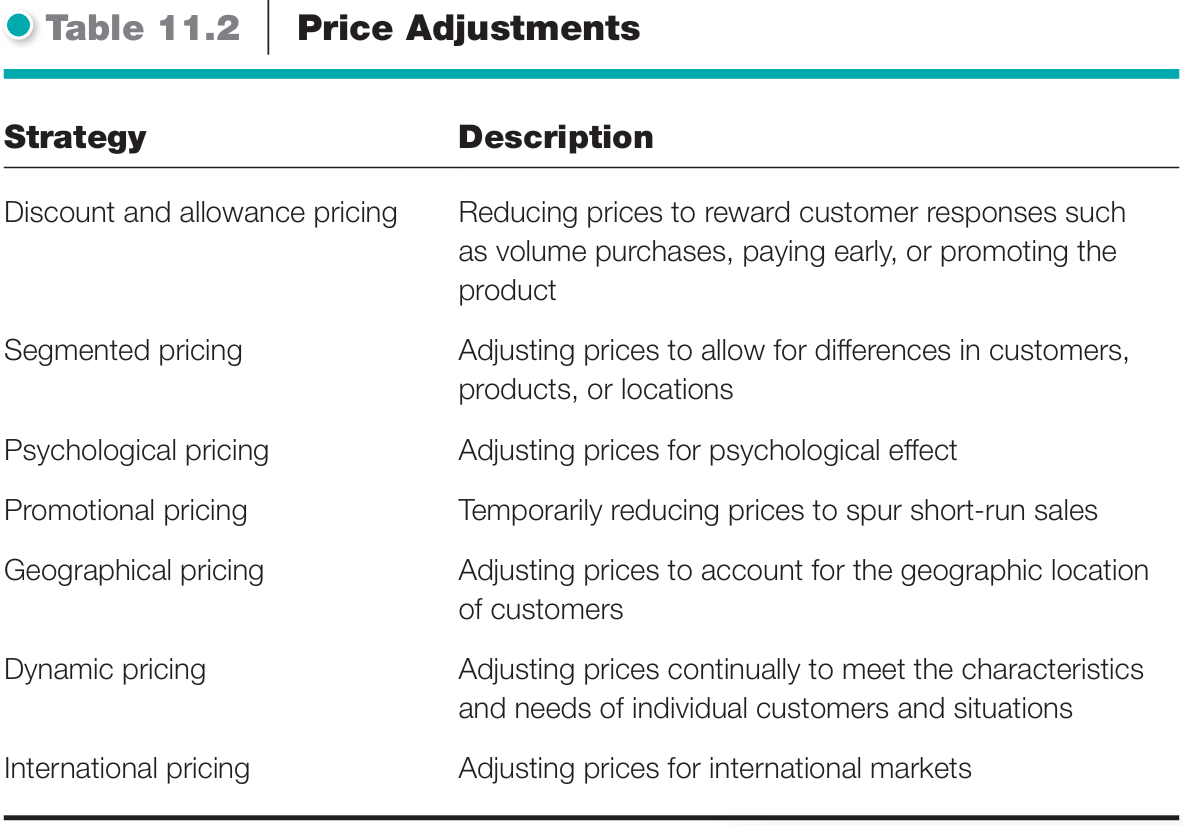 Table 11.2 Price Adjustments
Strategy Description
Discount and allowance pricing Reducing prices to reward customer responses such
as volume purchases, paying early, or promoting the
product
Segmented pricing Adjusting prices to allow for differences in customers,
products, or locations
Psychological pricing Adjusting prices for psychological effect
Promotional pricing Temporarily reducing prices to spur short-run sales
Geographical pricing Adjusting prices to account for the geographic location
of customers
Dynamic pricing Adjusting prices continually to meet the characteristics
and needs of individual customers and situations
International pricing Adjusting prices for international markets